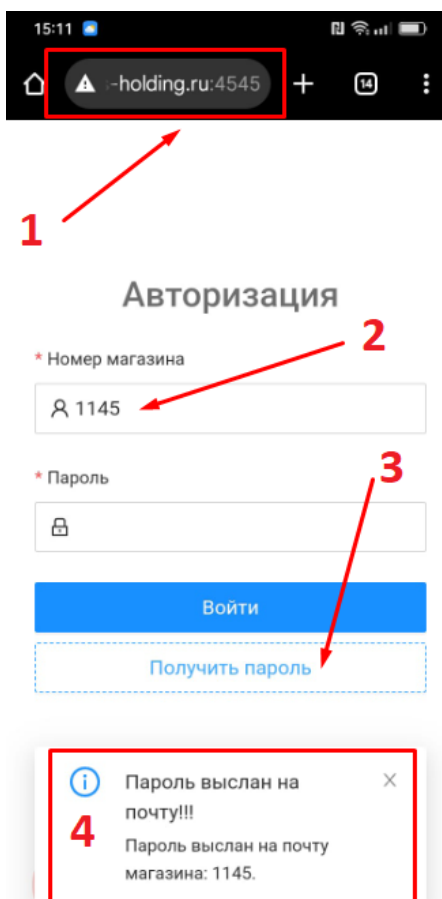 15:11
-holding.ru:4545
14
1
Авторизация
2
* Номер магазина
1145
3
* Пароль
Войти
Получить пароль
Пароль выслан на
почту!!!
4
Пароль выслан на почту
магазина: 1145.